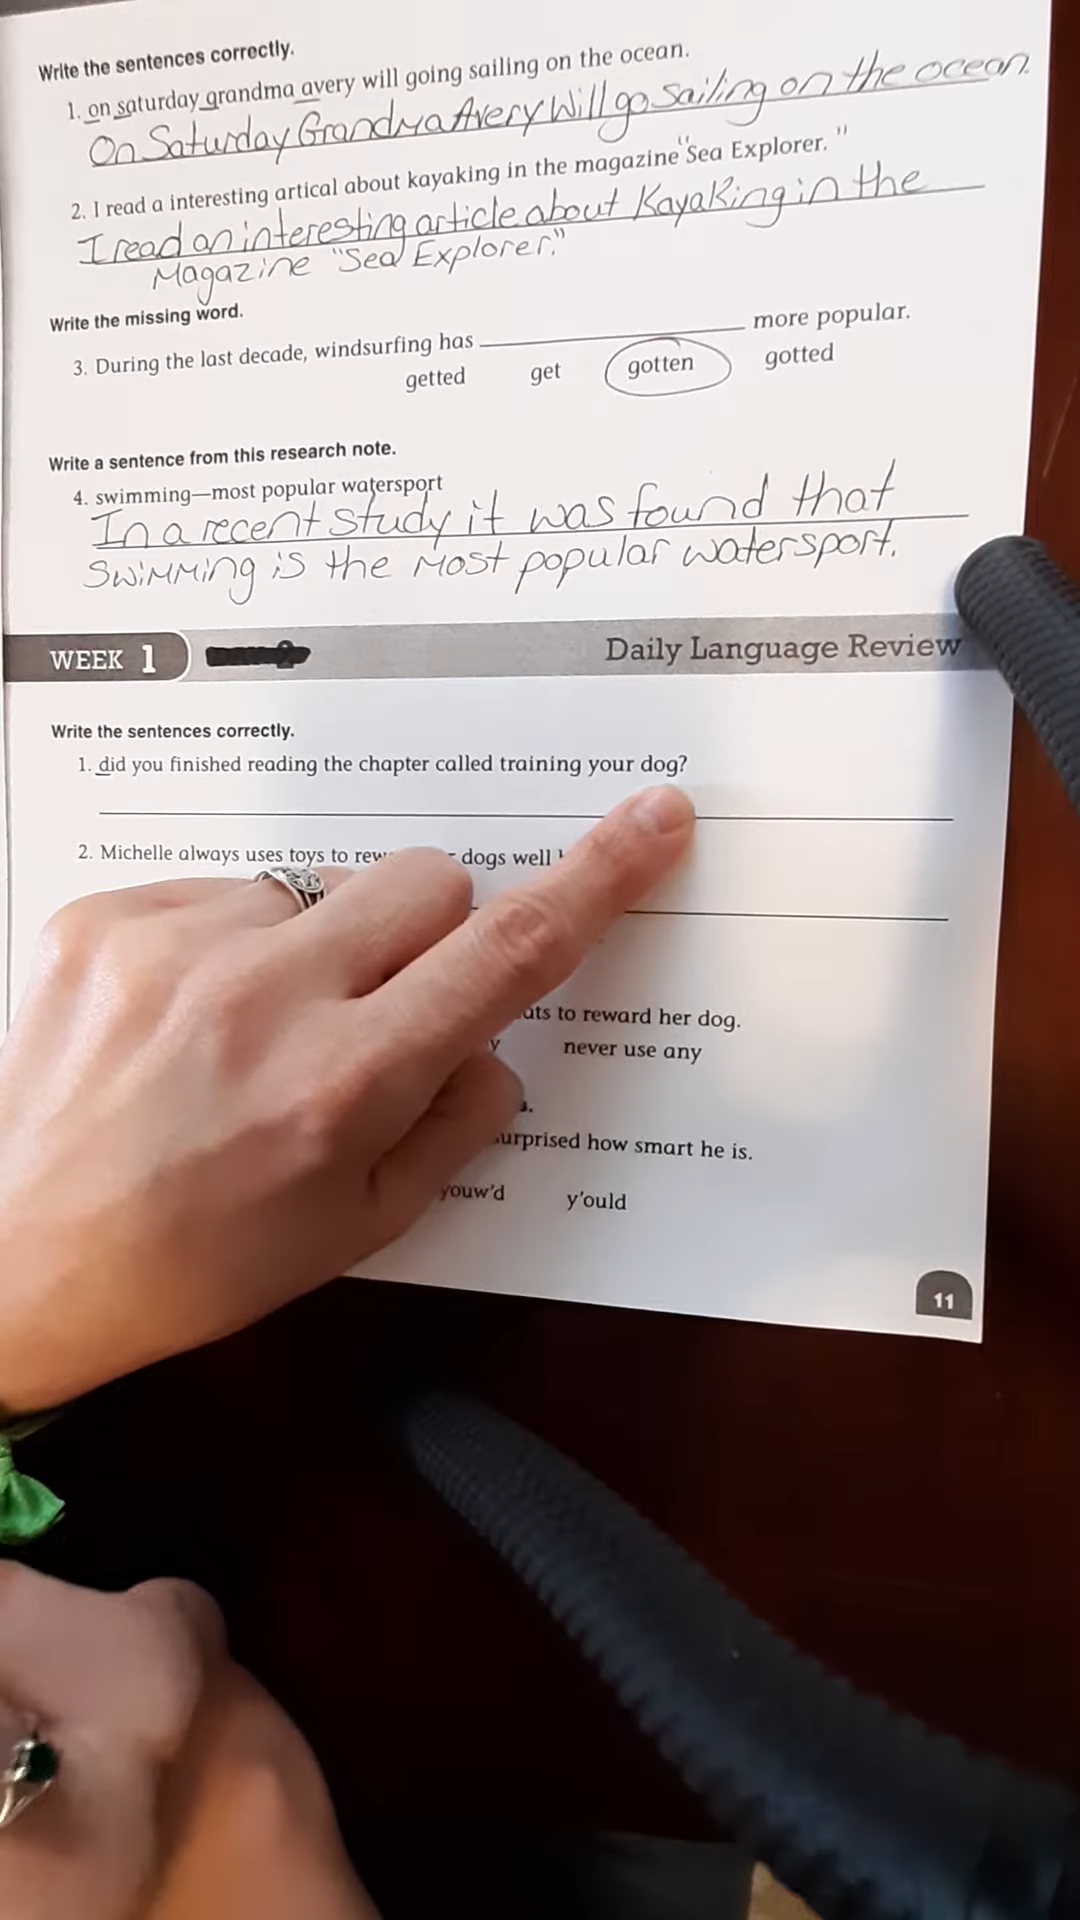 Write the sentences correctly.
1. on saturday grandma avery will going sailing on the ocean.
On Saturday Grandma Avery Will go sailing on the ocean.
2. I read a interesting artical about kayaking in the magazine "Sea Explorer."
I read an interesting article about Kayaking in the
Magazine "Sea Explorer."
Write the missing word.
3. During the last decade, windsurfing has more popular.
getted get gotten gotted
Write a sentence from this research note.
4. swimming—most popular watersport
In a recent study it was found that
swimming is the most popular watersport.
WEEK 1 Daily Language Review
Write the sentences correctly.
1. did you finished reading the chapter called training your dog?
2. Michelle always uses toys to dogs well
to reward her dog.
never use any
how smart he is.
youw'd y'ould
11